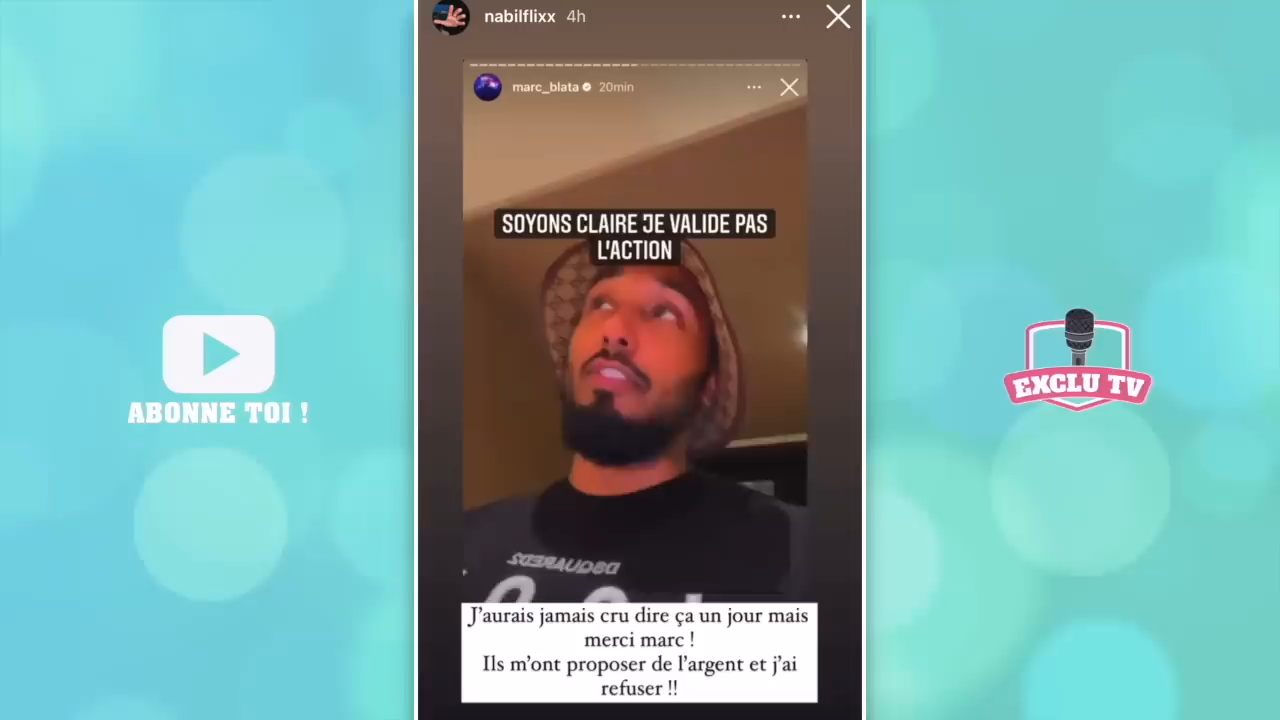 nabilflixx 4h
marc_blata 20min
SOYONS CLAIRE JE VALIDE PAS
L'ACTION
ABONNE TOI !
EXCLU TV
DSQUARED2
J'aurais jamais cru dire ça un jour mais
merci marc !
Ils m'ont proposer de l'argent et j'ai
refuser !!